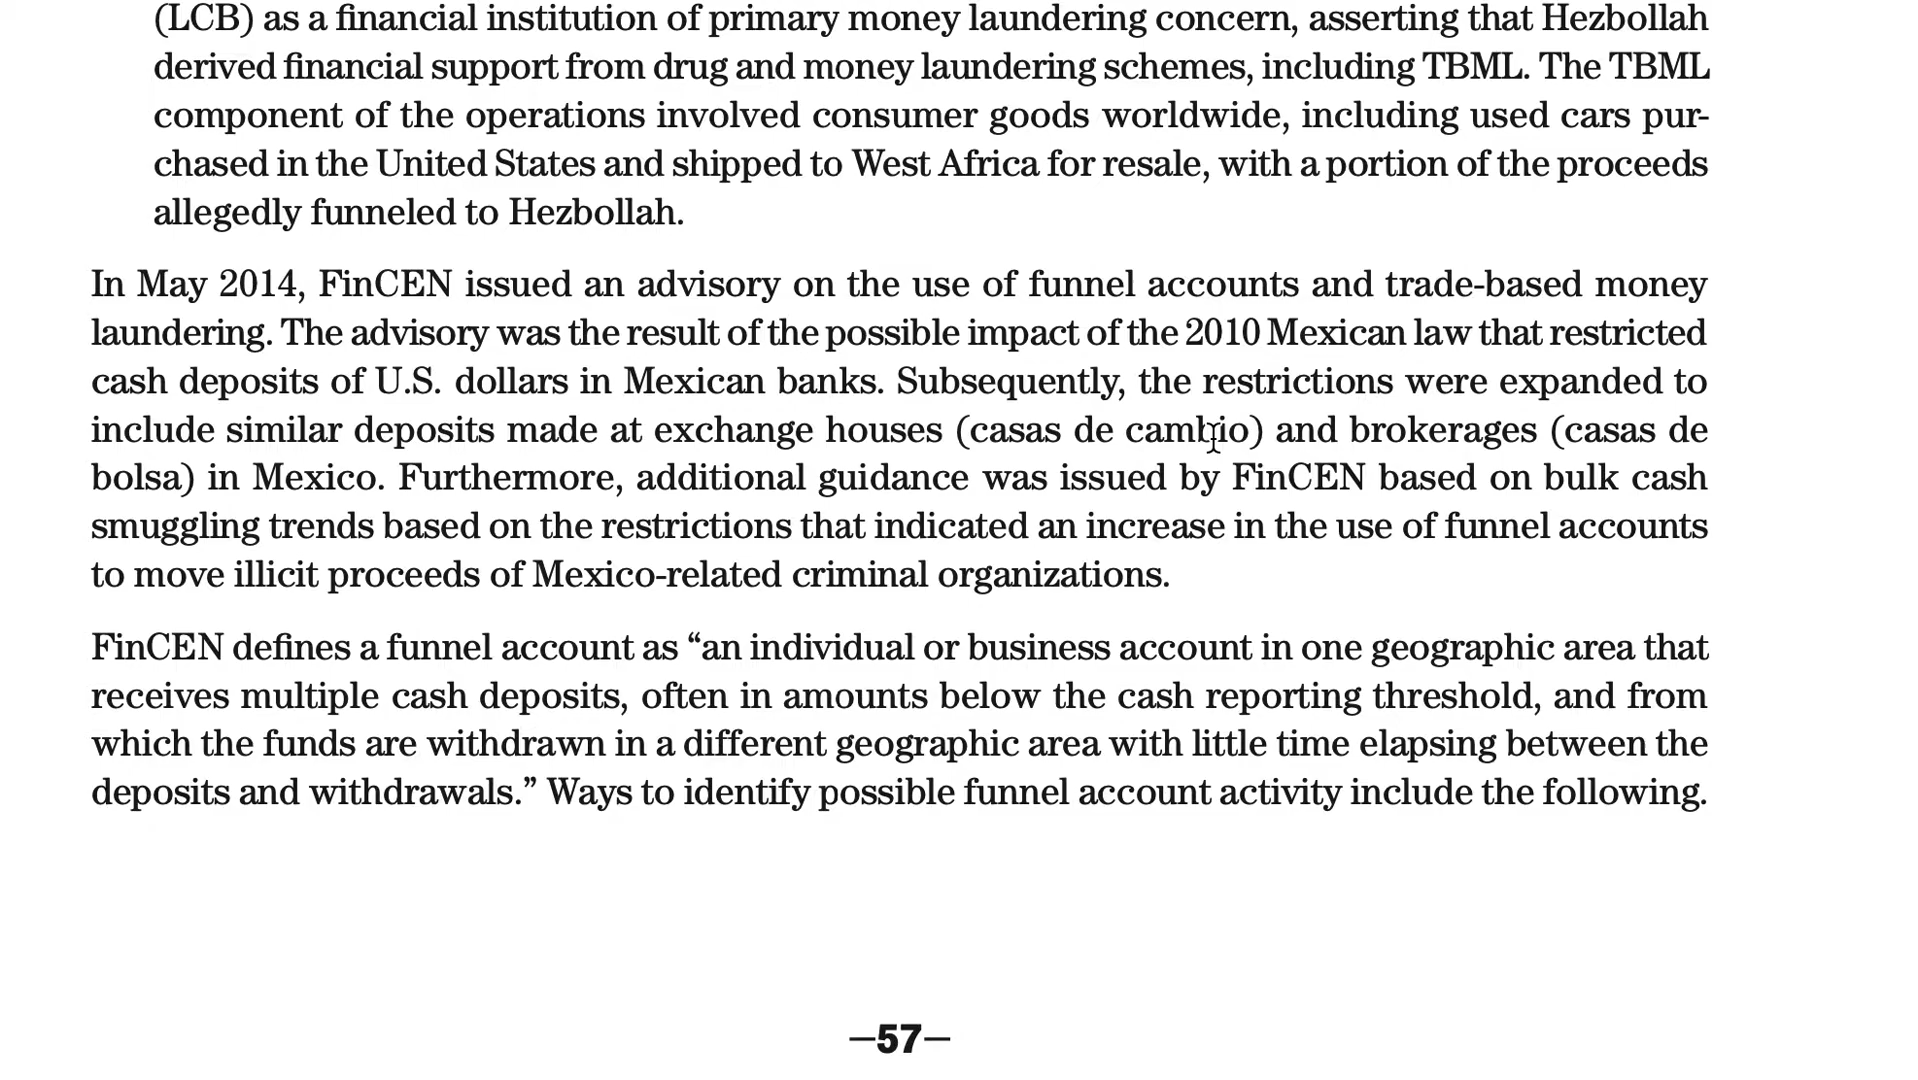 (LCB) as a financial institution of primary money laundering concern, asserting that Hezbollah
derived financial support from drug and money laundering schemes, including TBML. The TBML
component of the operations involved consumer goods worldwide, including used cars pur-
chased in the United States and shipped to West Africa for resale, with a portion of the proceeds
allegedly funneled to Hezbollah.
In May 2014, FinCEN issued an advisory on the use of funnel accounts and trade-based money
laundering. The advisory was the result of the possible impact of the 2010 Mexican law that restricted
cash deposits of U.S. dollars in Mexican banks. Subsequently, the restrictions were expanded to
include similar deposits made at exchange houses (casas de cambio) and brokerages (casas de
bolsa) in Mexico. Furthermore, additional guidance was issued by FinCEN based on bulk cash
smuggling trends based on the restrictions that indicated an increase in the use of funnel accounts
to move illicit proceeds of Mexico-related criminal organizations.
FinCEN defines a funnel account as “an individual or business account in one geographic area that
receives multiple cash deposits, often in amounts below the cash reporting threshold, and from
which the funds are withdrawn in a different geographic area with little time elapsing between the
deposits and withdrawals.” Ways to identify possible funnel account activity include the following.
—57—